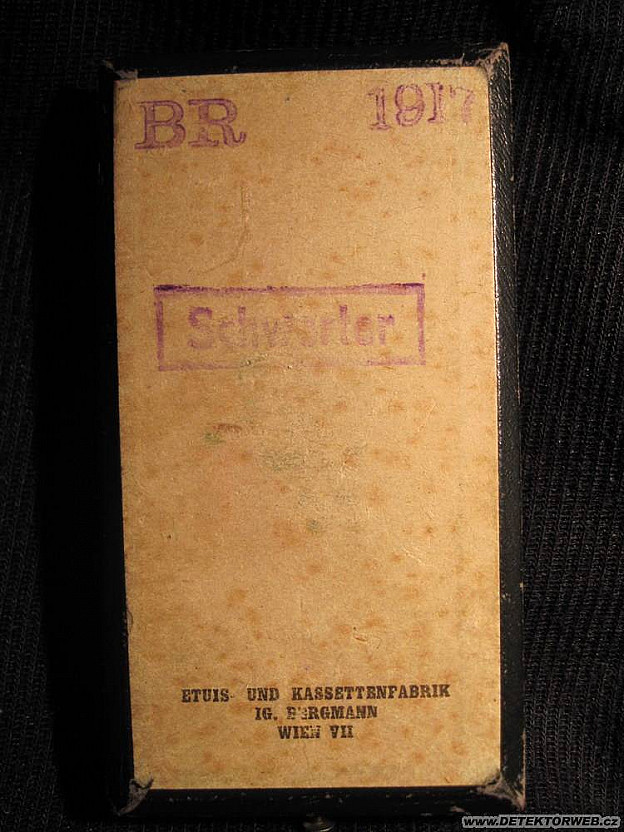 BR 1917
Schwerter
ETUIS- UND KASSETTENFABRIK
IG. BERGMANN
WIEN VII
www.DETEKTORWEB.cz